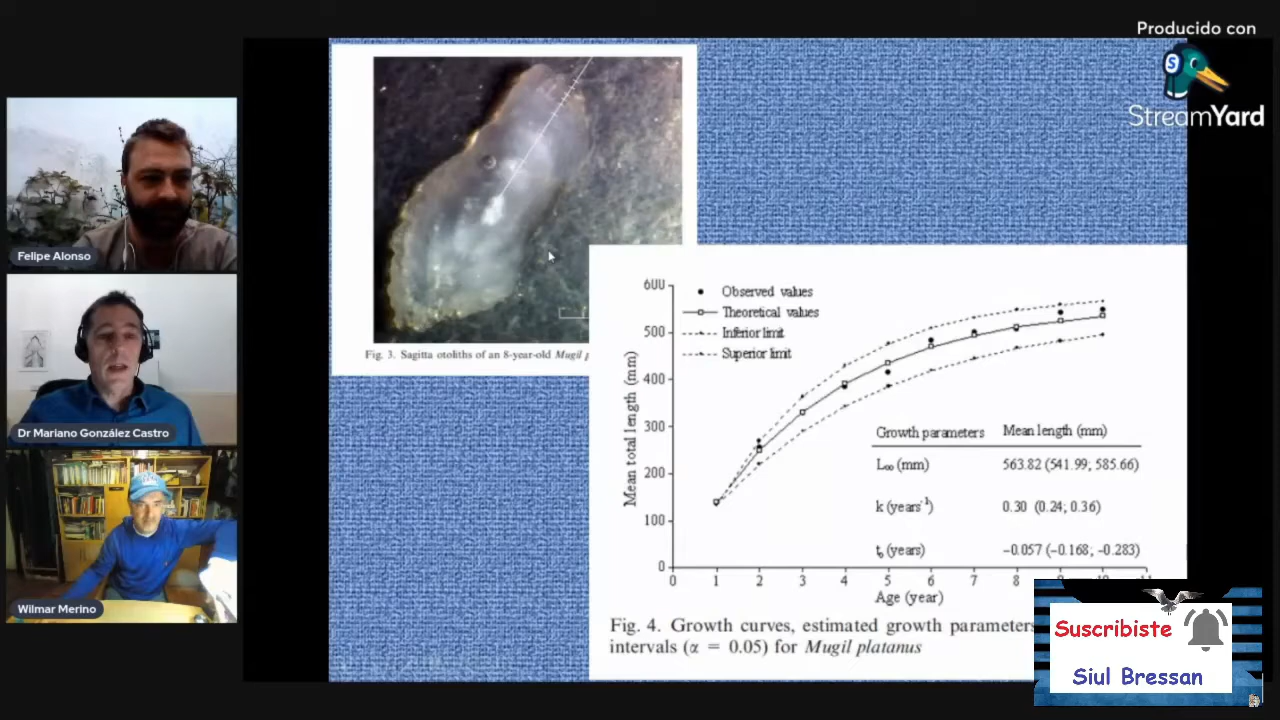 Producido con
StreamYard
Felipe Alonso
Dr Mariano González Castro
Wilmar Merino
Fig. 3. Sagitta otoliths of an 8-year-old Mugil p
Observed values
Theoretical values
Inferior limit
Superior limit
600
500
400
300
200
100
0
Mean total length (mm)
Growth parameters Mean length (mm)
L∞ (mm) 563.82 (541.99; 585.66)
k (years⁻¹) 0.30 (0.24; 0.36)
t₀ (years) −0.057 (−0.168; −0.283)
0 1 2 3 4 5 6 7 8
Age (year)
Fig. 4. Growth curves, estimated growth parameters
intervals (α = 0.05) for Mugil platanus
Suscribiste
Siul Bressan